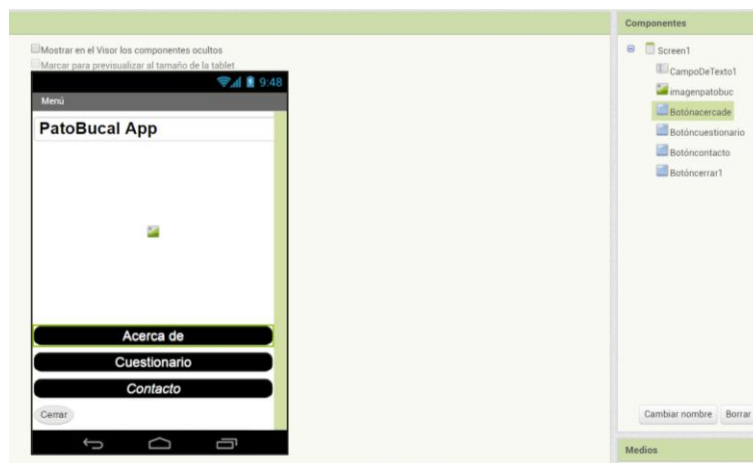 Mostrar en el Visor los componentes ocultos
Marcar para previsualizar al tamaño de la tablet
9:48
Menú
PatoBucal App
Acerca de
Cuestionario
Contacto
Cerrar
Componentes
Screen1
CampoDeTexto1
imagenpatobuc
Botónacercade
Botóncuestionario
Botóncontacto
Botóncerrar1
Cambiar nombre
Borrar
Medios